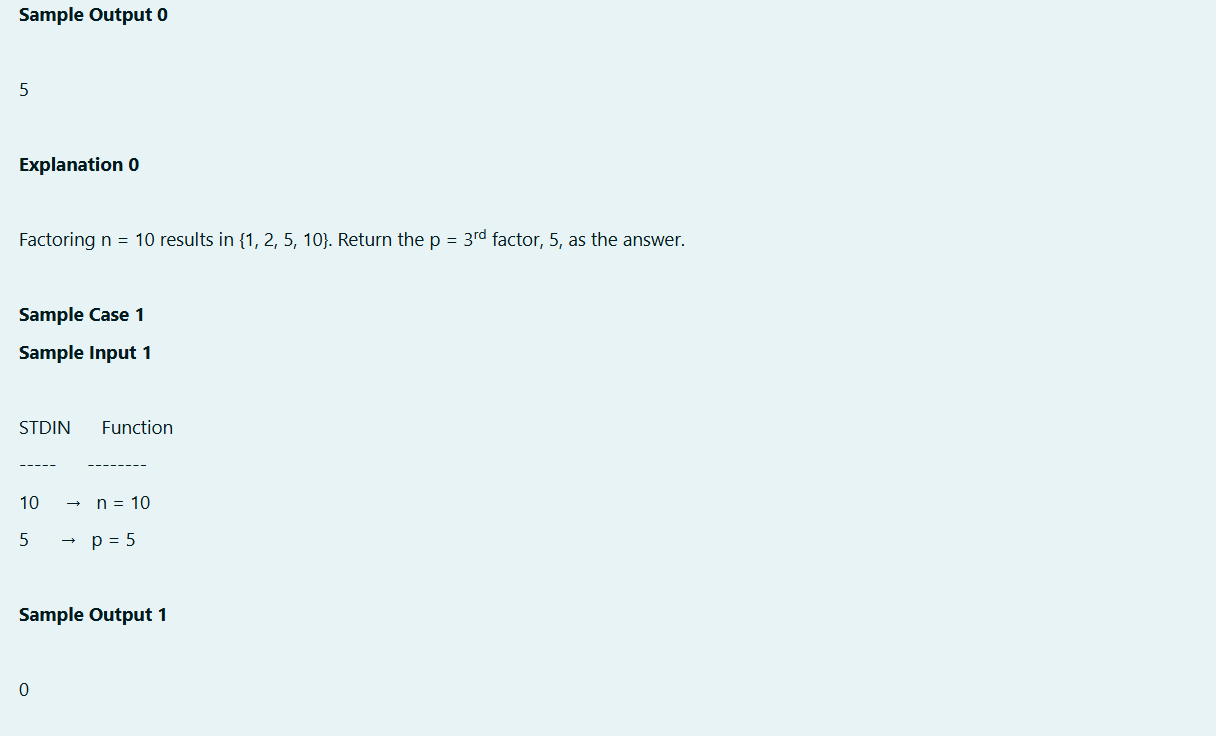 Sample Output 0
5
Explanation 0
Factoring n = 10 results in {1, 2, 5, 10}. Return the p = 3rd factor, 5, as the answer.
Sample Case 1
Sample Input 1
STDIN Function
----- --------
10 → n = 10
5 → p = 5
Sample Output 1
0